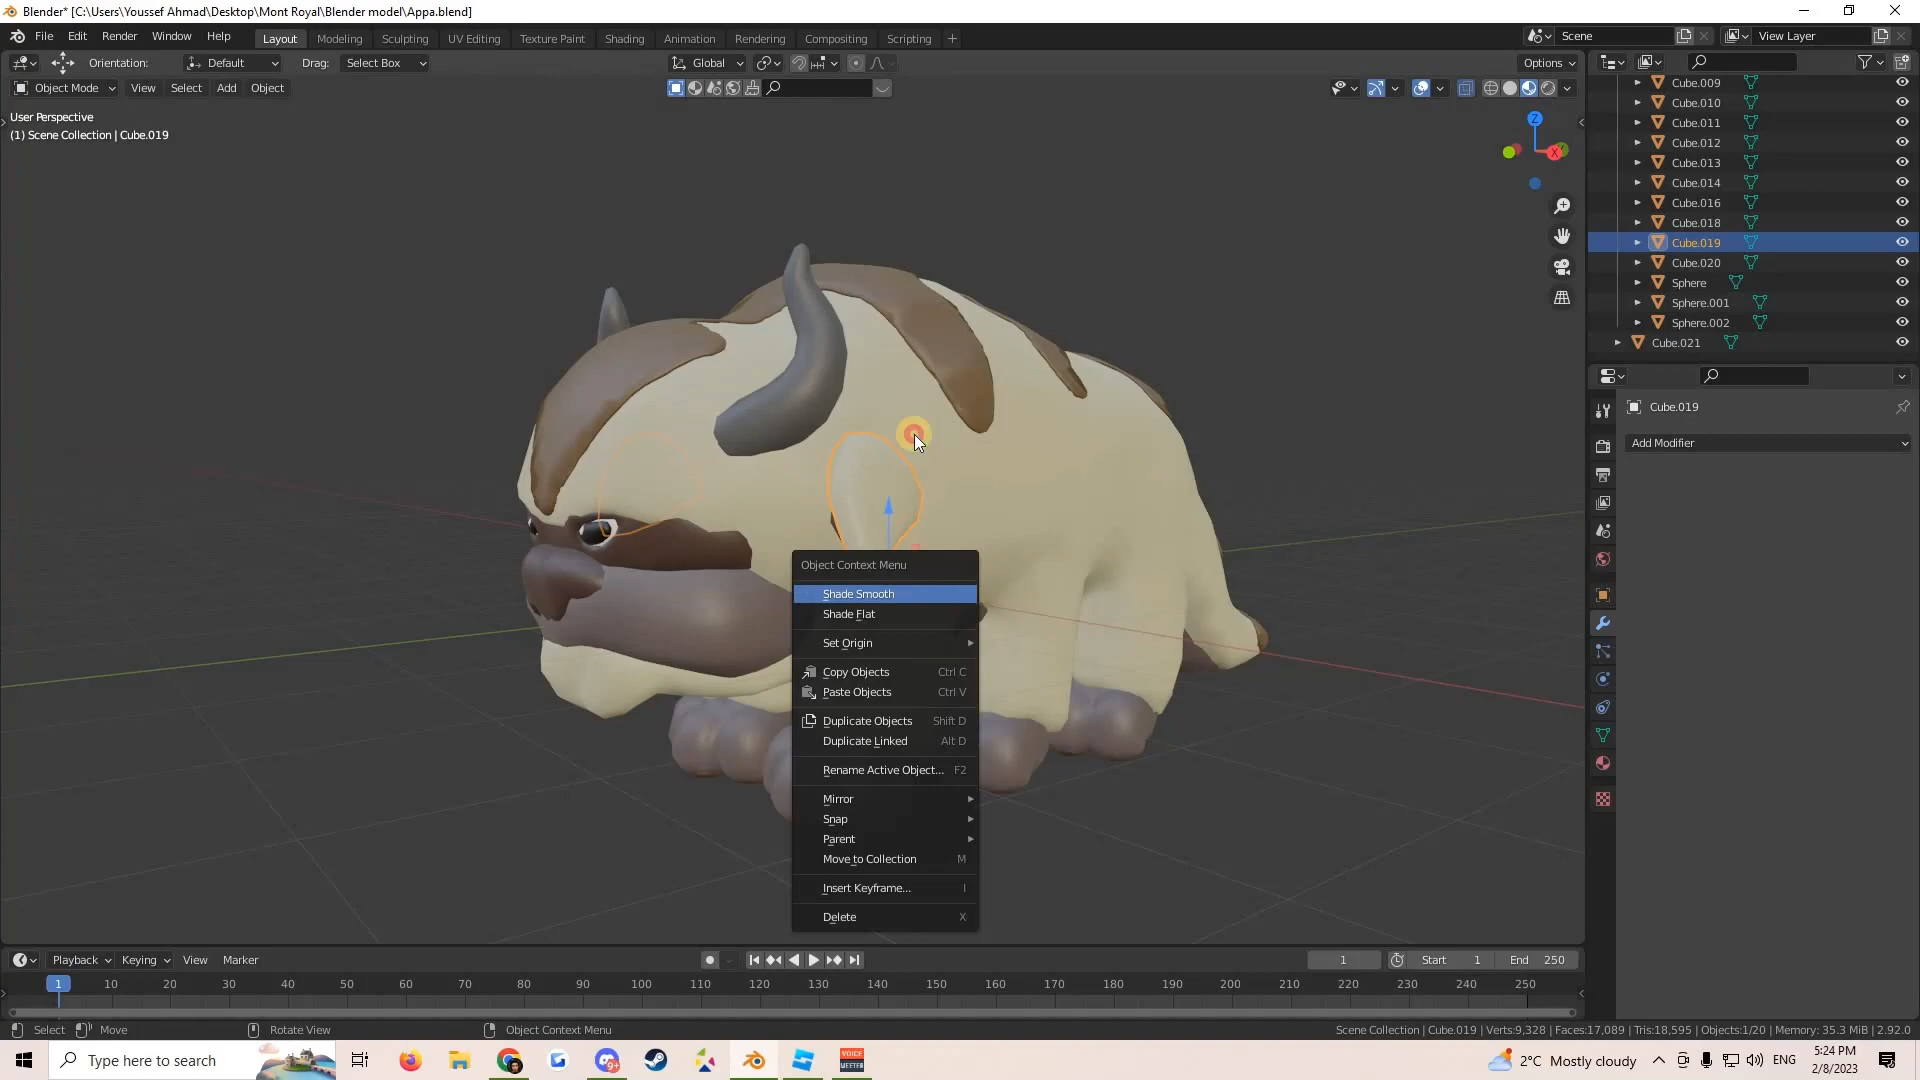 Blender* [C:\Users\Youssef Ahmad\Desktop\Mont Royal\Blender model\Appa.blend]
File Edit Render Window Help Layout Modeling Sculpting UV Editing Texture Paint Shading Animation Rendering Compositing Scripting + Scene View Layer
Orientation: Default Drag: Select Box Global Options
Object Mode View Select Add Object
User Perspective
(1) Scene Collection | Cube.019
Z
X
Cube.009
Cube.010
Cube.011
Cube.012
Cube.013
Cube.014
Cube.016
Cube.018
Cube.019
Cube.020
Sphere
Sphere.001
Sphere.002
Cube.021
Cube.019
Add Modifier
Object Context Menu
Shade Smooth
Shade Flat
Set Origin
Copy Objects Ctrl C
Paste Objects Ctrl V
Duplicate Objects Shift D
Duplicate Linked Alt D
Rename Active Object... F2
Mirror
Snap
Parent
Move to Collection M
Insert Keyframe... I
Delete X
Playback Keying View Marker 1 Start 1 End 250
1 10 20 30 40 50 60 70 80 90 100 110 120 130 140 150 160 170 180 190 200 210 220 230 240 250
Select Move Rotate View Object Context Menu Scene Collection | Cube.019 | Verts:9,328 | Faces:17,089 | Tris:18,595 | Objects:1/20 | Memory: 35.3 MiB | 2.92.0
Type here to search 9+ VOICE MEETER 2°C Mostly cloudy ENG 5:24 PM
2/8/2023